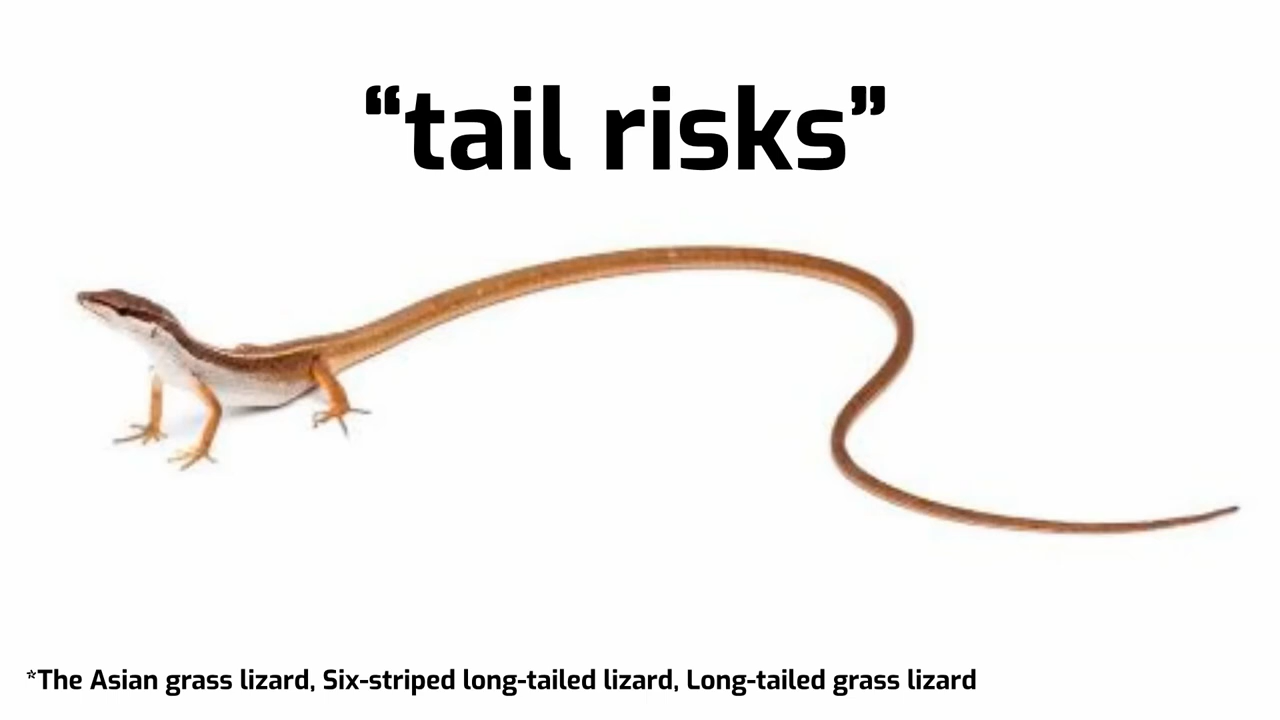 “tail risks”
*The Asian grass lizard, Six-striped long-tailed lizard, Long-tailed grass lizard